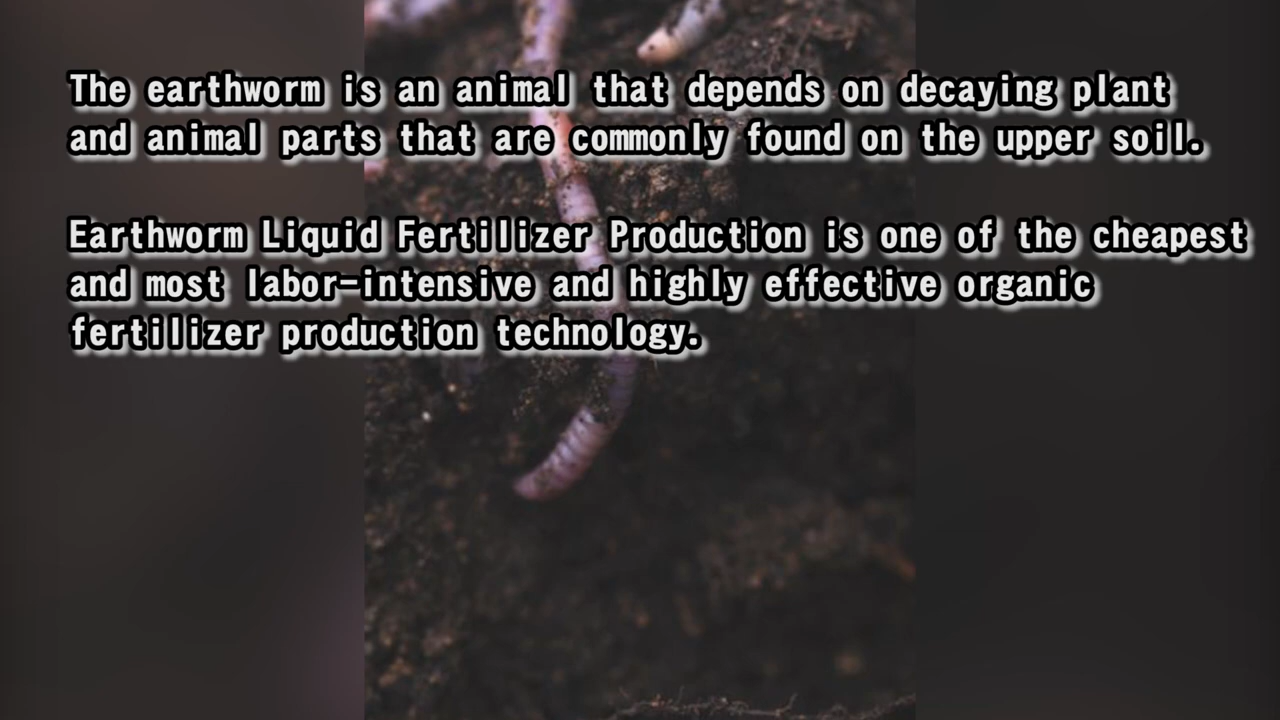 The earthworm is an animal that depends on decaying plant
and animal parts that are commonly found on the upper soil.
Earthworm Liquid Fertilizer Production is one of the cheapest
and most labor-intensive and highly effective organic
fertilizer production technology.